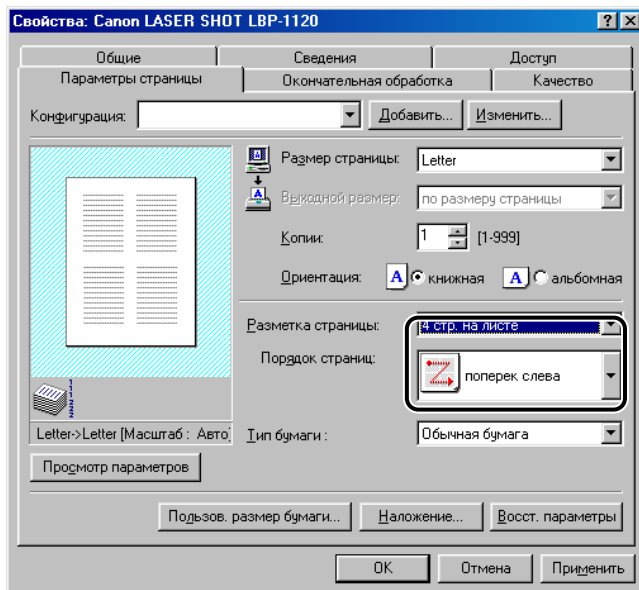 Свойства: Canon LASER SHOT LBP-1120
Общие Сведения Доступ
Параметры страницы Окончательная обработка Качество
Конфигурация: Добавить... Изменить...
Размер страницы: Letter
Выходной размер: по размеру страницы
Копии: 1 [1-999]
Ориентация: A книжная A альбомная
Разметка страницы: 4 стр. на листе
Порядок страниц: поперек слева
Letter->Letter [Масштаб : Авто] Тип бумаги : Обычная бумага
Просмотр параметров
Пользов. размер бумаги... Наложение... Восст. параметры
OK Отмена Применить